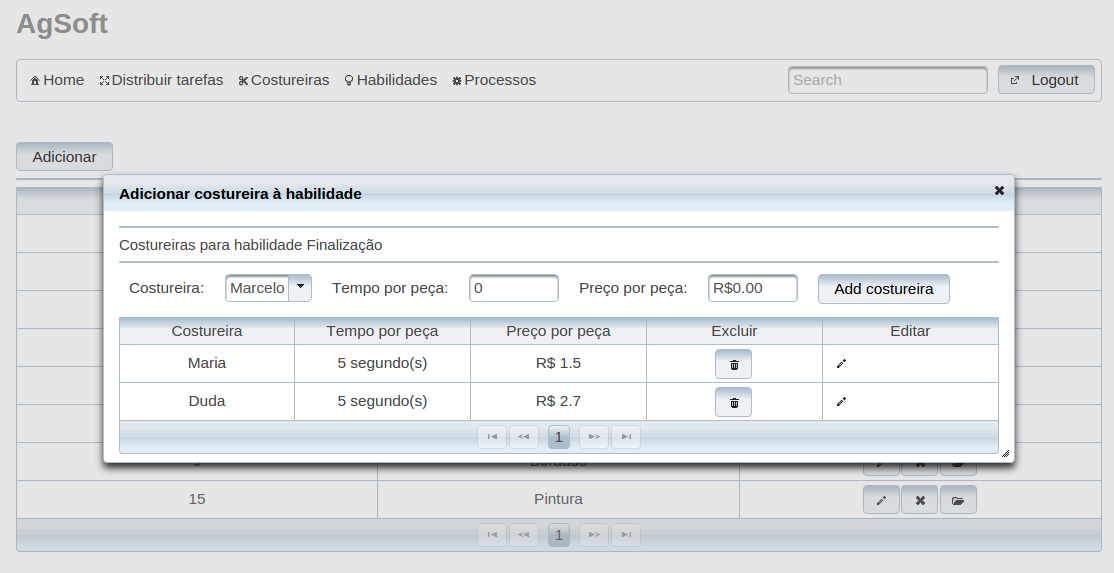 AgSoft
Home Distribuir tarefas Costureiras Habilidades Processos Search Logout
Adicionar
Adicionar costureira à habilidade
Costureiras para habilidade Finalização
Costureira: Marcelo Tempo por peça: 0 Preço por peça: R$0.00 Add costureira
Costureira Tempo por peça Preço por peça Excluir Editar
Maria 5 segundo(s) R$ 1.5
Duda 5 segundo(s) R$ 2.7
1
Bordado
15 Pintura
1